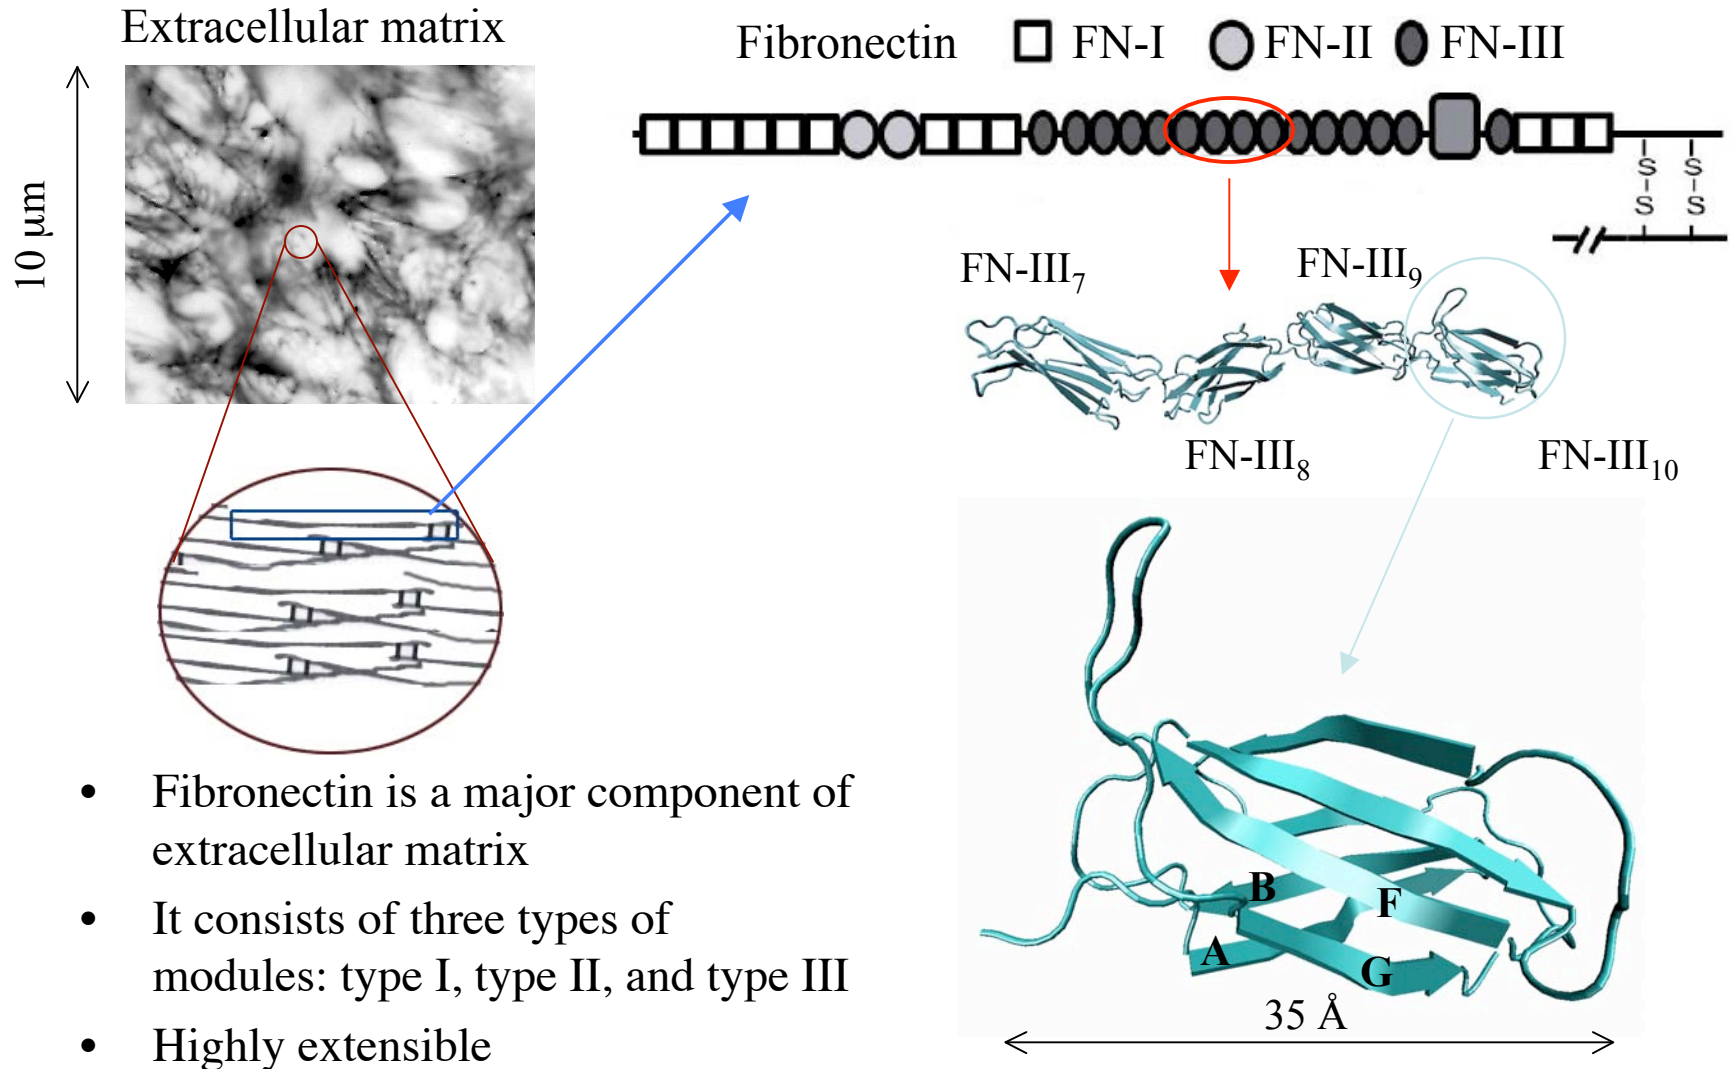 Extracellular matrix
10 μm
Fibronectin FN-I FN-II FN-III
S S
S S
FN-III7
FN-III9
FN-III8
FN-III10
B
F
A
G
35 Å
• Fibronectin is a major component of
extracellular matrix
• It consists of three types of
modules: type I, type II, and type III
• Highly extensible